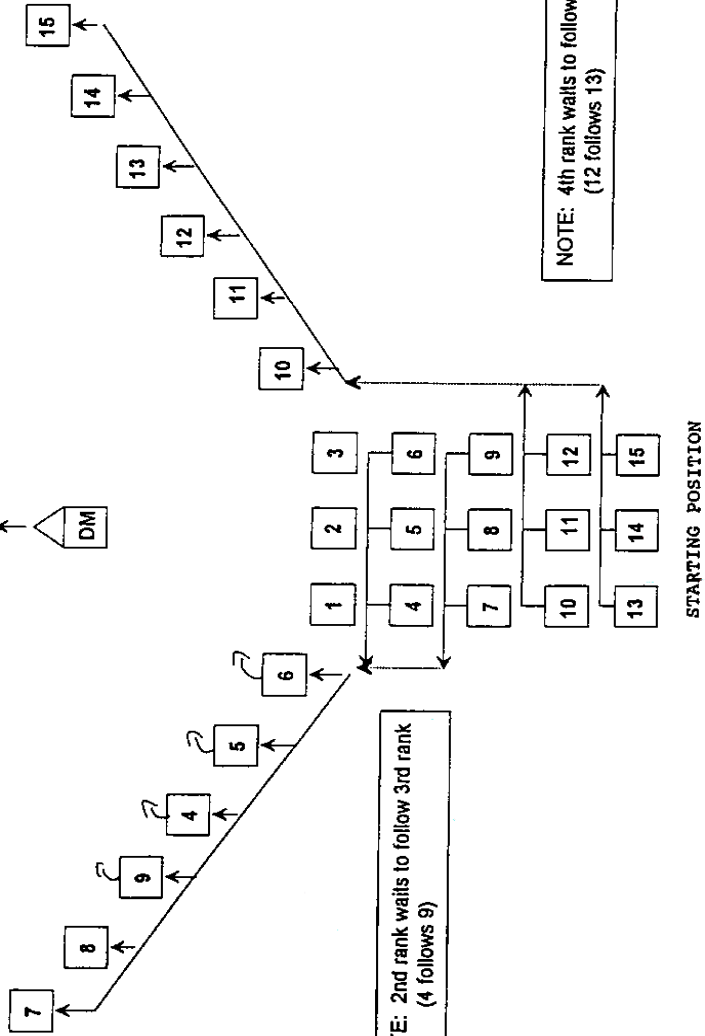 DM
7 15
8 14
9 13
4 12
5 11
6 10
1 2 3
4 5 6
7 8 9
10 11 12
13 14 15
E: 2nd rank waits to follow 3rd rank
(4 follows 9)
NOTE: 4th rank waits to follow
(12 follows 13)
STARTING POSITION